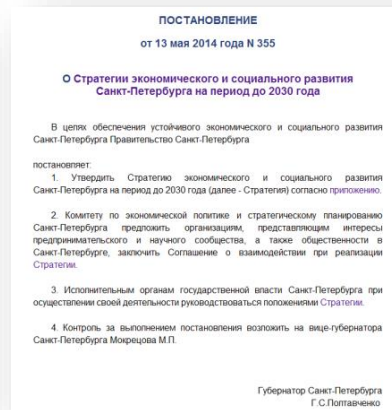 ПОСТАНОВЛЕНИЕ
от 13 мая 2014 года N 355
О Стратегии экономического и социального развития
Санкт-Петербурга на период до 2030 года
В целях обеспечения устойчивого экономического и социального развития
Санкт-Петербурга Правительство Санкт-Петербурга
постановляет:
1. Утвердить Стратегию экономического и социального развития
Санкт-Петербурга на период до 2030 года (далее - Стратегия) согласно приложению.
2. Комитету по экономической политике и стратегическому планированию
Санкт-Петербурга предложить организациям, представляющим интересы
предпринимательского и научного сообщества, а также общественности в
Санкт-Петербурге, заключить Соглашение о взаимодействии при реализации
Стратегии.
3. Исполнительным органам государственной власти Санкт-Петербурга при
осуществлении своей деятельности руководствоваться положениями Стратегии.
4. Контроль за выполнением постановления возложить на вице-губернатора
Санкт-Петербурга Мокрецова М.П.
Губернатор Санкт-Петербурга
Г.С.Полтавченко